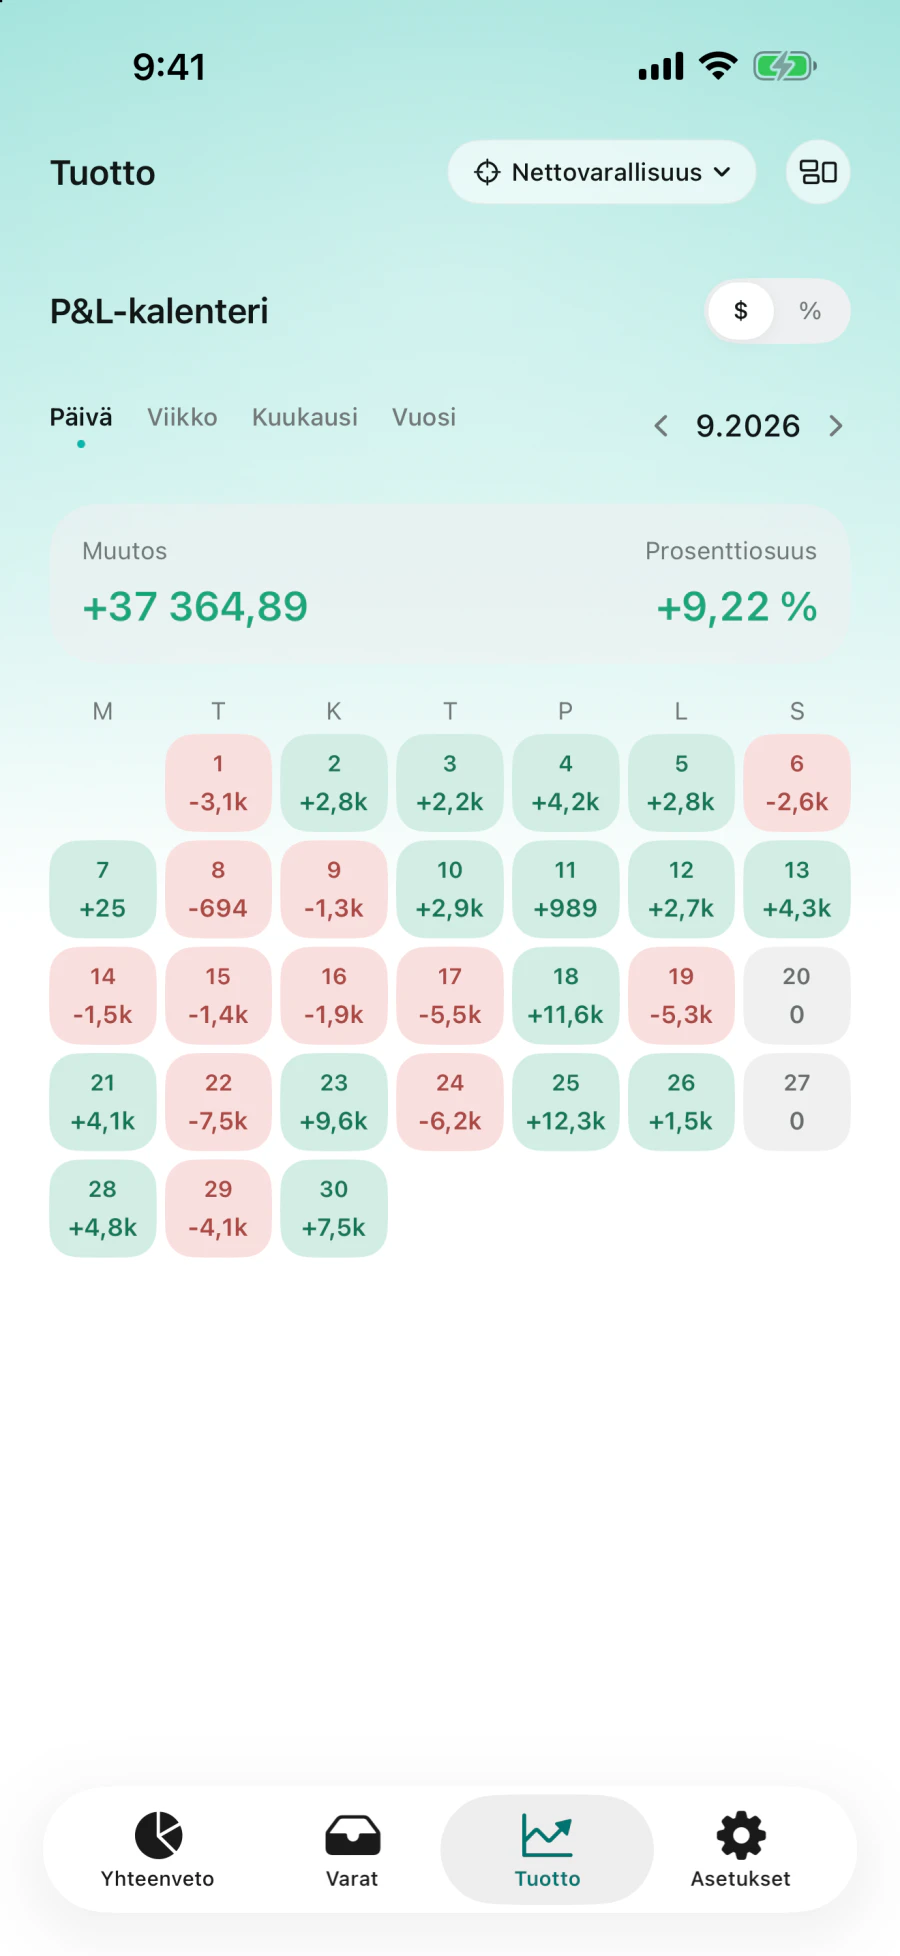 9:41
Tuotto
Nettovarallisuus
P&L-kalenteri
$ %
Päivä Viikko Kuukausi Vuosi
9.2026
Muutos Prosenttiosuus
+37 364,89 +9,22 %
M T K T P L S
1 2 3 4 5 6
-3,1k +2,8k +2,2k +4,2k +2,8k -2,6k
7 8 9 10 11 12 13
+25 -694 -1,3k +2,9k +989 +2,7k +4,3k
14 15 16 17 18 19 20
-1,5k -1,4k -1,9k -5,5k +11,6k -5,3k 0
21 22 23 24 25 26 27
+4,1k -7,5k +9,6k -6,2k +12,3k +1,5k 0
28 29 30
+4,8k -4,1k +7,5k
Yhteenveto Varat Tuotto Asetukset